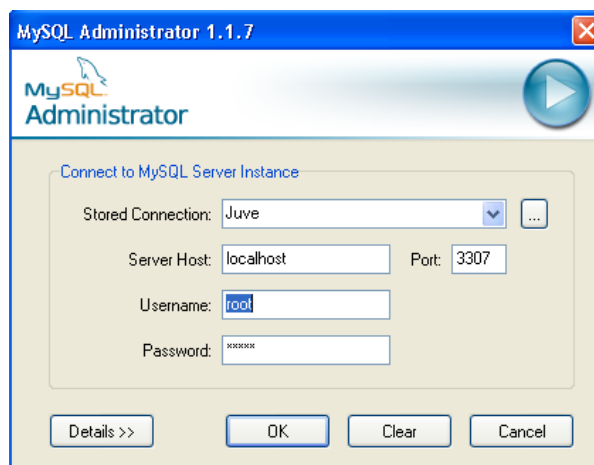 MySQL Administrator 1.1.7
MySQL
Administrator
Connect to MySQL Server Instance
Stored Connection: Juve ...
Server Host: localhost Port: 3307
Username: root
Password: *****
Details >> OK Clear Cancel